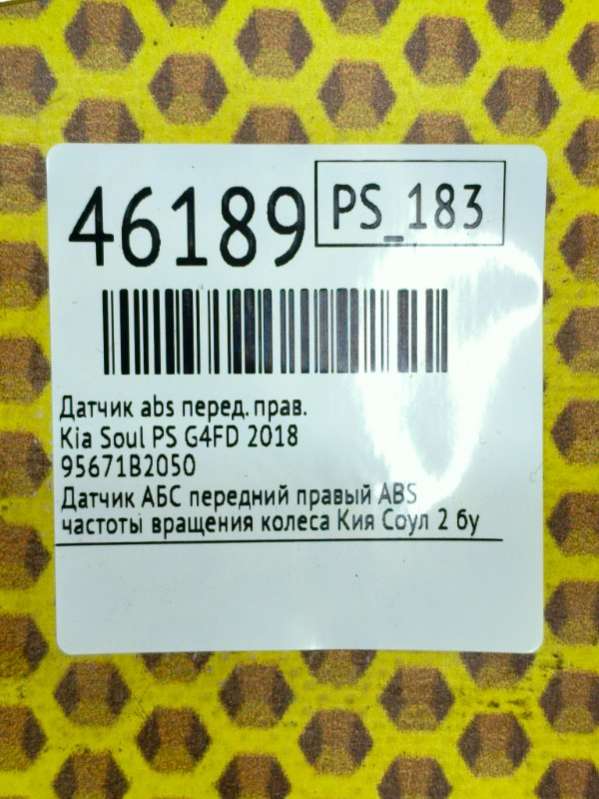 46189
PS_183
Датчик abs перед. прав.
Kia Soul PS G4FD 2018
95671B2050
Датчик АБС передний правый ABS
частоты вращения колеса Кия Соул 2 бу